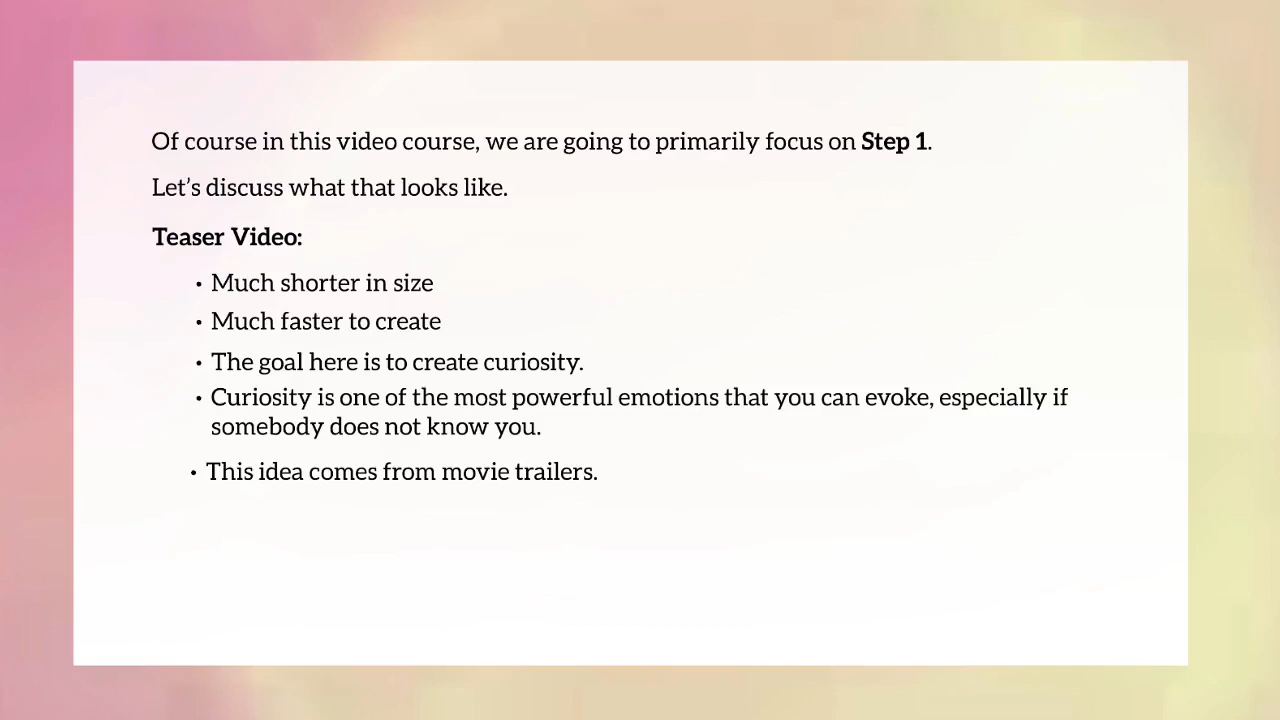 Of course in this video course, we are going to primarily focus on Step 1.
Let’s discuss what that looks like.
Teaser Video:
• Much shorter in size
• Much faster to create
• The goal here is to create curiosity.
• Curiosity is one of the most powerful emotions that you can evoke, especially if
somebody does not know you.
• This idea comes from movie trailers.